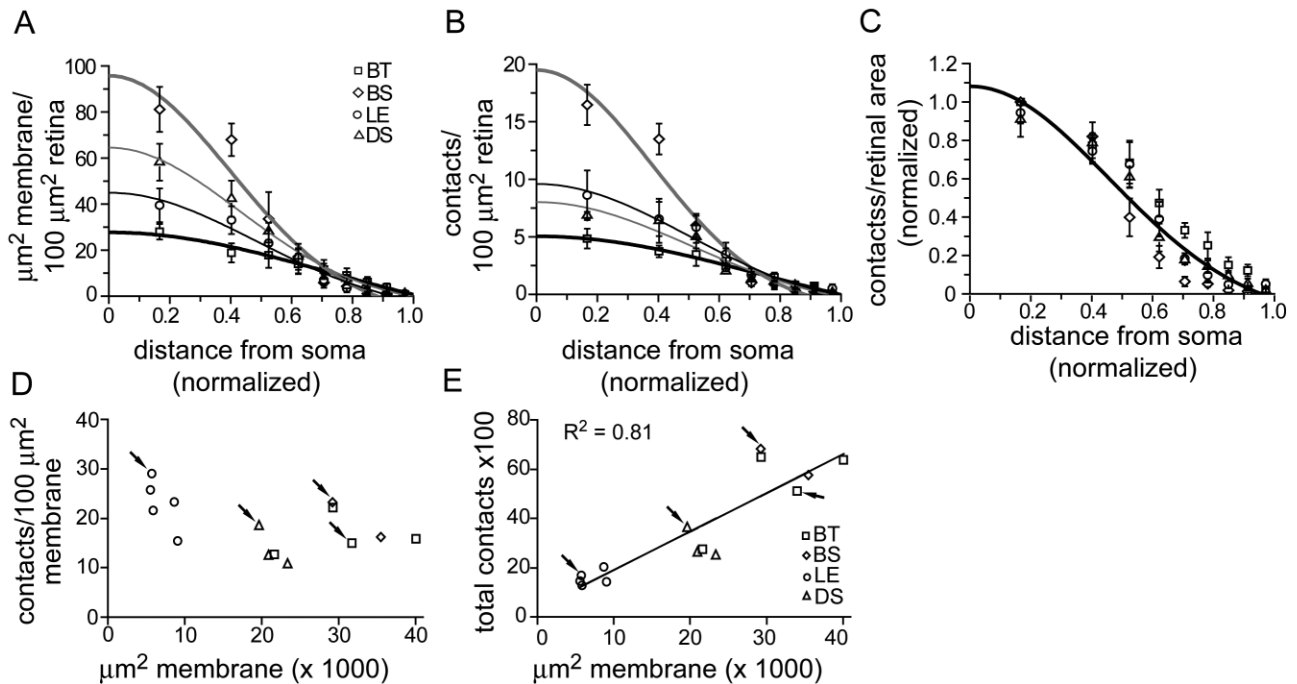 A
μm² membrane/
100 μm² retina
100
80
60
40
20
0
0
0.2
0.4
0.6
0.8
1.0
distance from soma
(normalized)
BT
BS
LE
DS
B
contacts/
100 μm² retina
20
15
10
5
0
0
0.2
0.4
0.6
0.8
1.0
distance from soma
(normalized)
C
contactss/retinal area
(normalized)
1.2
1.0
0.8
0.6
0.4
0.2
0
0
0.2
0.4
0.6
0.8
1.0
distance from soma
(normalized)
D
contacts/100 μm²
membrane
40
30
20
10
0
0
10
20
30
40
μm² membrane (x 1000)
E
total contacts x100
80
60
40
20
0
0
10
20
30
40
μm² membrane (x 1000)
R² = 0.81
BT
BS
LE
DS